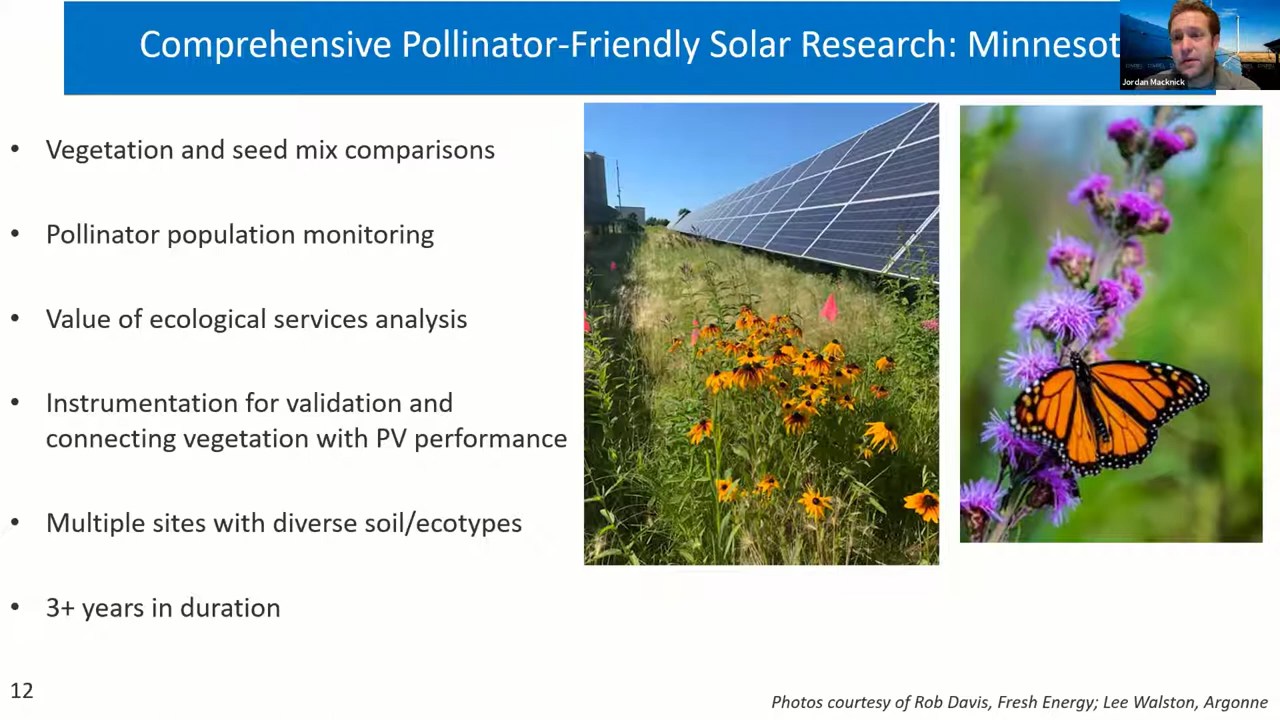 Comprehensive Pollinator-Friendly Solar Research: Minnesot
Jordan Macknick
• Vegetation and seed mix comparisons
• Pollinator population monitoring
• Value of ecological services analysis
• Instrumentation for validation and
connecting vegetation with PV performance
• Multiple sites with diverse soil/ecotypes
• 3+ years in duration
12
Photos courtesy of Rob Davis, Fresh Energy; Lee Walston, Argonne